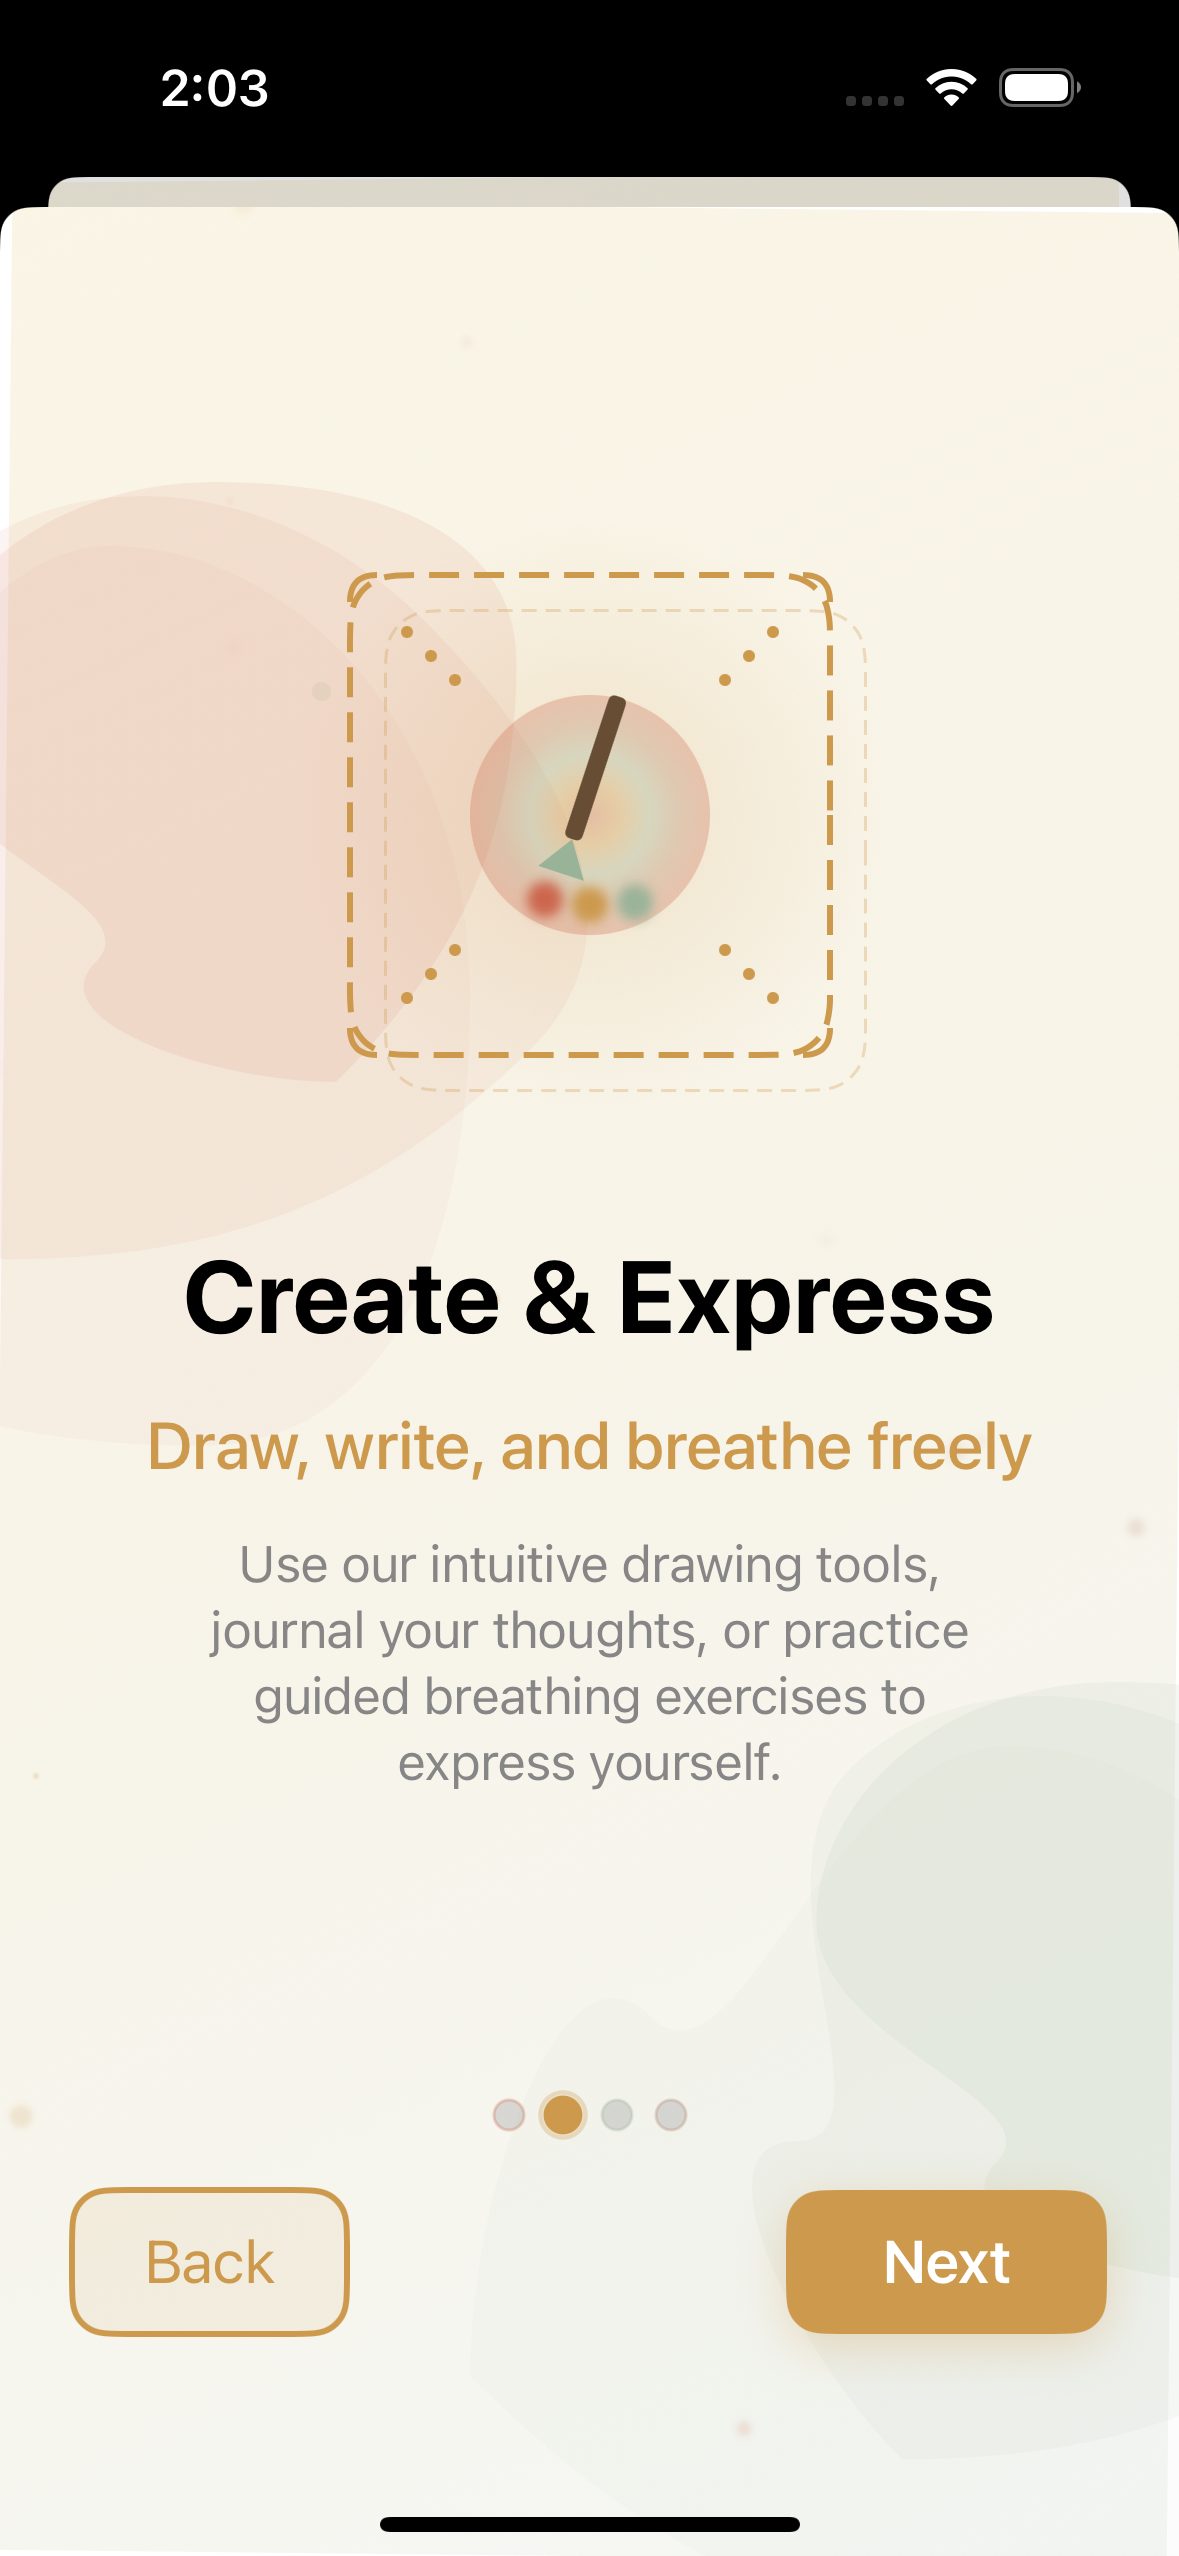 2:03
Create & Express
Draw, write, and breathe freely
Use our intuitive drawing tools,
journal your thoughts, or practice
guided breathing exercises to
express yourself.
Back
Next